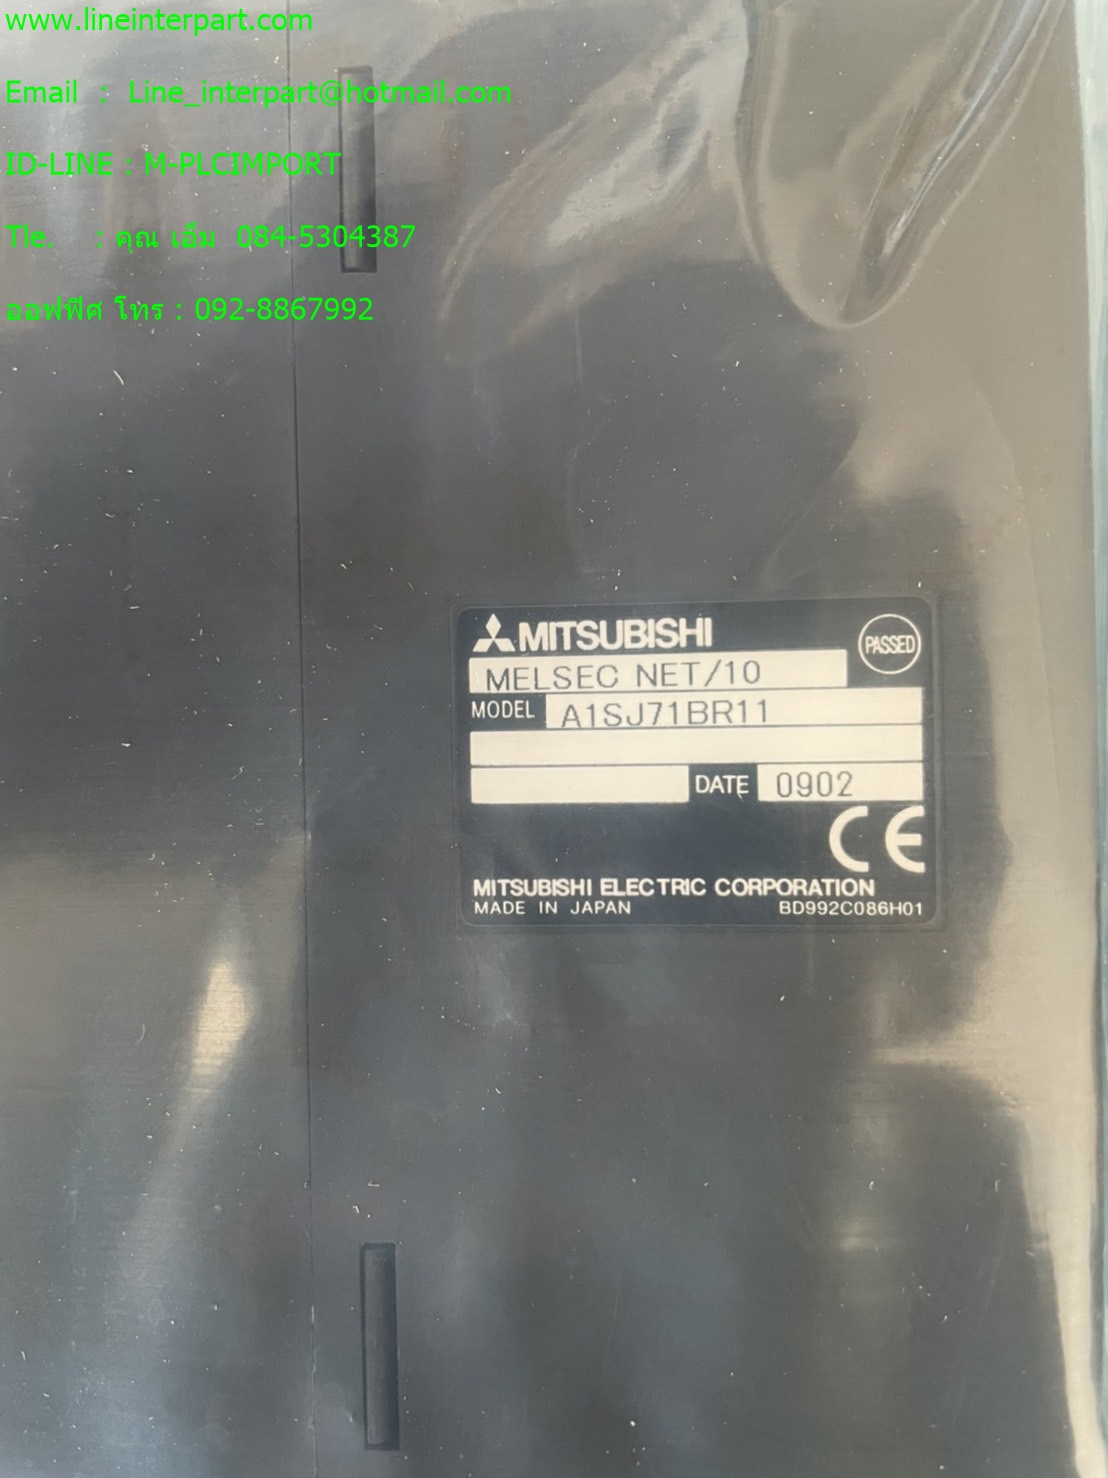 www.lineinterpart.com
Email : Line_interpart@hotmail.com
ID-LINE : M-PLCIMPORT
Tle. : คุณ เอ็ม 084-5304387
ออฟฟิศ โทร : 092-8867992
MITSUBISHI
PASSED
MELSEC NET/10
MODEL A1SJ71BR11
DATE 0902
CE
MITSUBISHI ELECTRIC CORPORATION
MADE IN JAPAN BD992C086H01